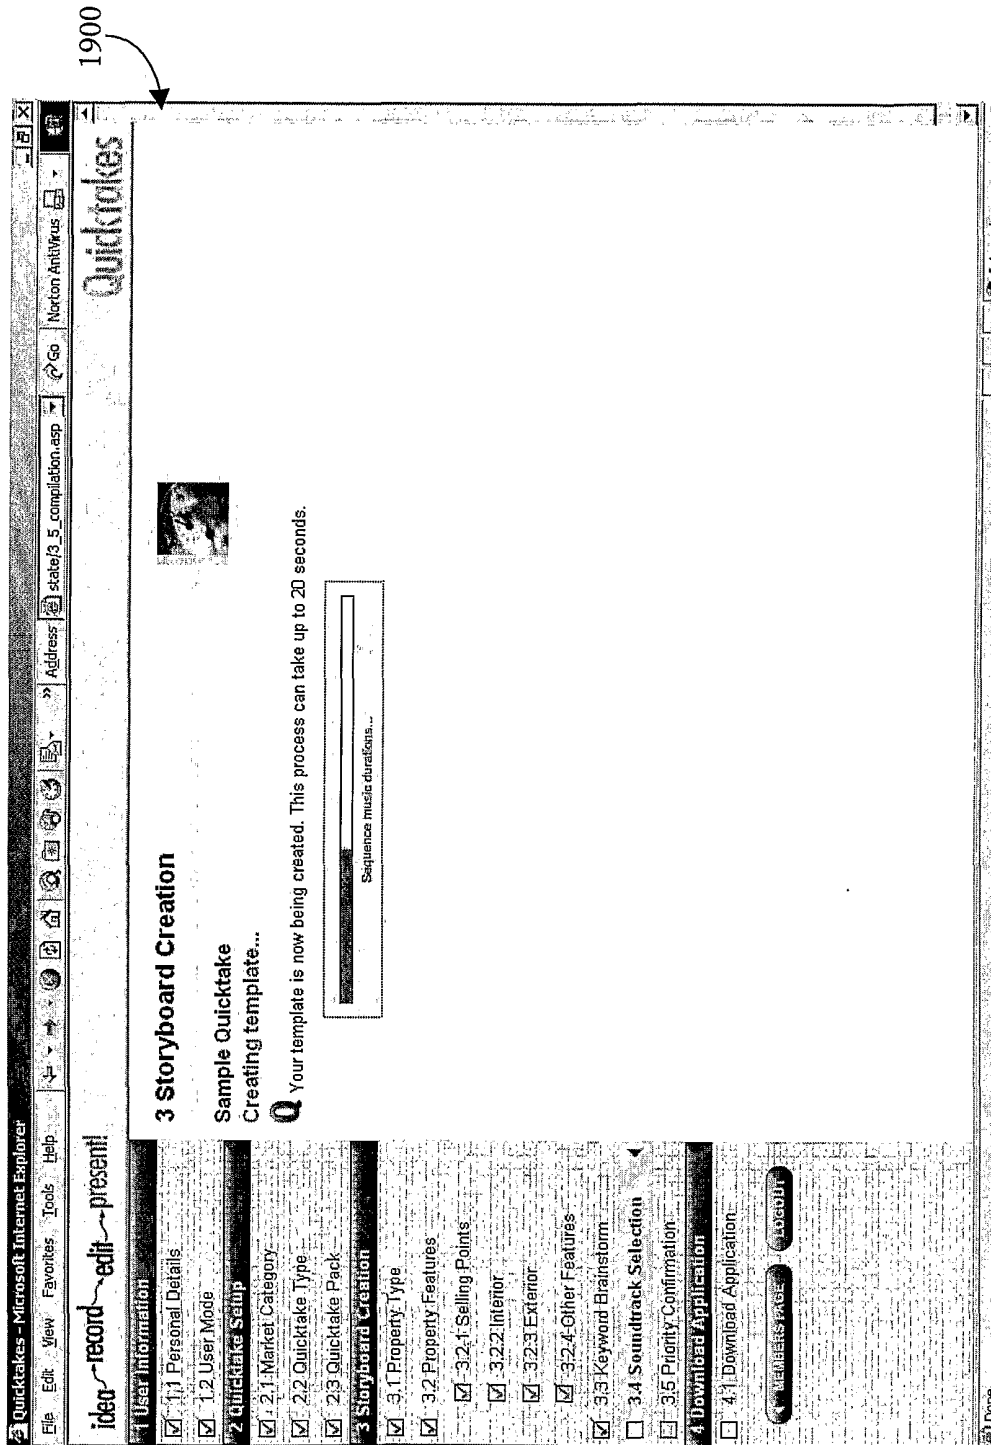 1900
Quicktakes - Microsoft Internet Explorer
File Edit View Favorites Tools Help
Address state/3_5_compilation.asp Go Norton AntiVirus
idea record edit present!
Quicktakes
1 User Information
1.1 Personal Details
1.2 User Mode
2 Quicktake Setup
2.1 Market Category
2.2 Quicktake Type
2.3 Quicktake Pack
3 Storyboard Creation
3.1 Property Type
3.2 Property Features
3.2.1 Selling Points
3.2.2 Interior
3.2.3 Exterior
3.2.4 Other Features
3.3 Keyword Brainstorm
3.4 Soundtrack Selection
3.5 Priority Confirmation
4 Download Application
4.1 Download Application
MEMBERS PAGE LOGOUT
3 Storyboard Creation
Sample Quicktake
Creating template...
Q Your template is now being created. This process can take up to 20 seconds.
Sequence music durations...
Done